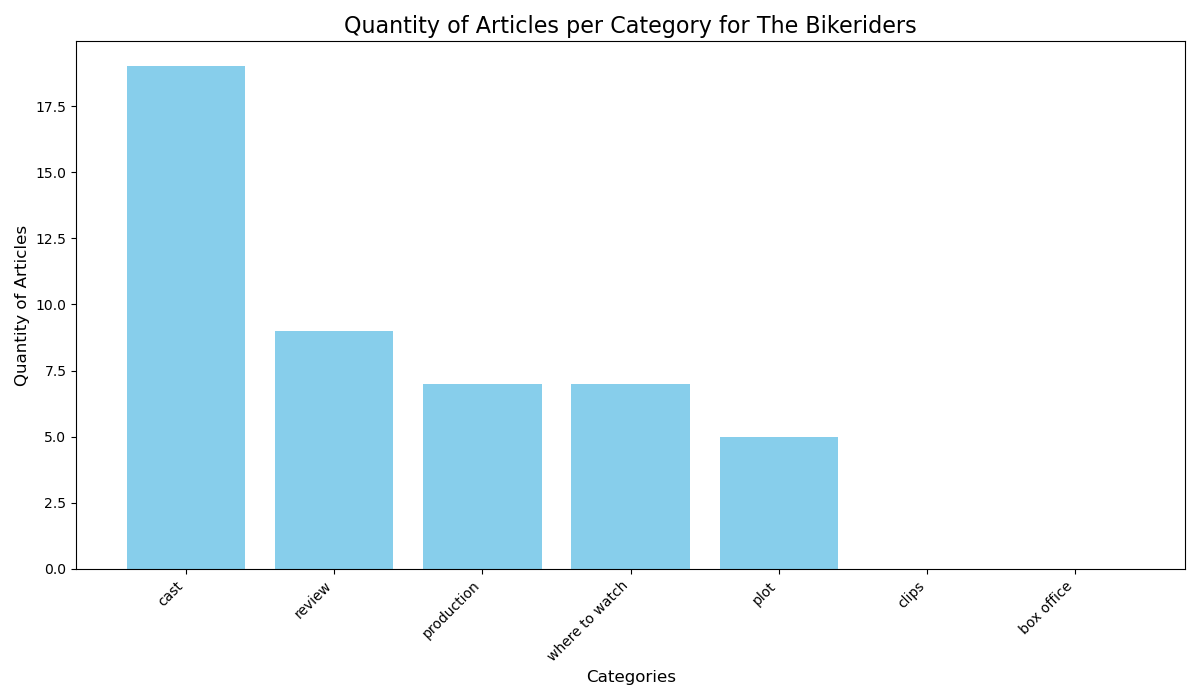 Quantity of Articles per Category for The Bikeriders
Quantity of Articles
17.5
15.0
12.5
10.0
7.5
5.0
2.5
0.0
cast
review
production
where to watch
plot
clips
box office
Categories